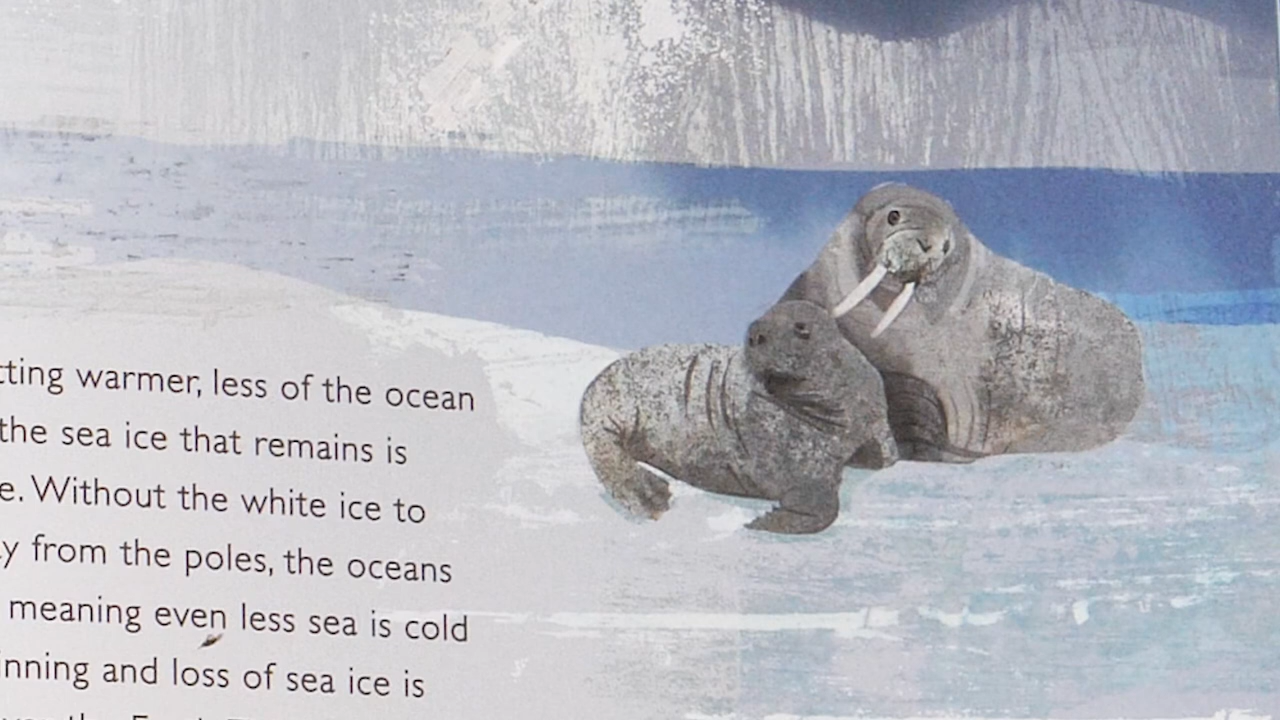 tting warmer, less of the ocean
the sea ice that remains is
e. Without the white ice to
y from the poles, the oceans
meaning even less sea is cold
inning and loss of sea ice is